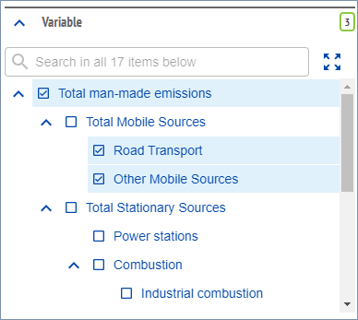 Variable 3
Search in all 17 items below
Total man-made emissions
Total Mobile Sources
Road Transport
Other Mobile Sources
Total Stationary Sources
Power stations
Combustion
Industrial combustion